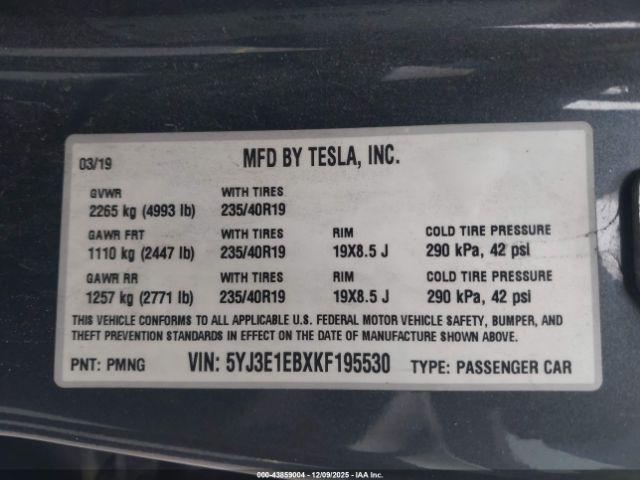 03/19 MFD BY TESLA, INC.
GVWR WITH TIRES
2265 kg (4993 lb) 235/40R19
GAWR FRT WITH TIRES RIM COLD TIRE PRESSURE
1110 kg (2447 lb) 235/40R19 19X8.5 J 290 kPa, 42 psi
GAWR RR WITH TIRES RIM COLD TIRE PRESSURE
1257 kg (2771 lb) 235/40R19 19X8.5 J 290 kPa, 42 psi
THIS VEHICLE CONFORMS TO ALL APPLICABLE U.S. FEDERAL MOTOR VEHICLE SAFETY, BUMPER, AND
THEFT PREVENTION STANDARDS IN EFFECT ON THE DATE OF MANUFACTURE SHOWN ABOVE.
PNT: PMNG VIN: 5YJ3E1EBXKF195530 TYPE: PASSENGER CAR
000-43859004 - 12/09/2025 - IAA Inc.